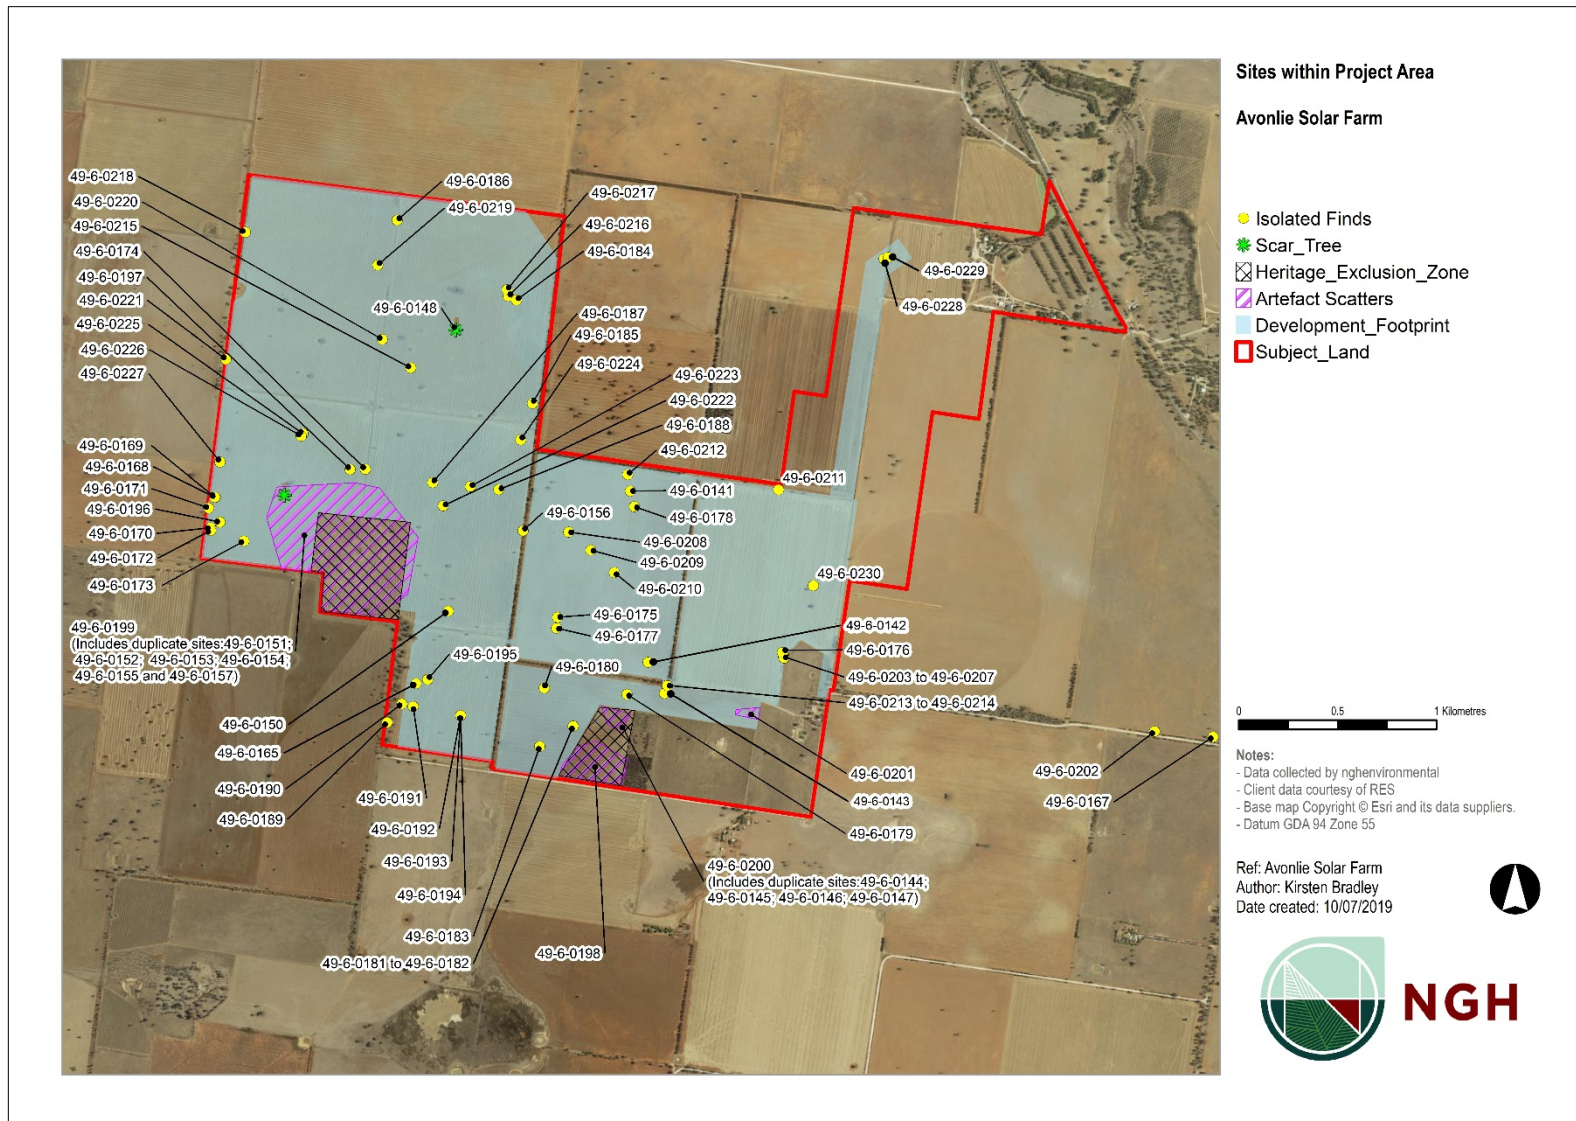 Sites within Project Area
Avonlie Solar Farm
Isolated Finds
Scar_Tree
Heritage_Exclusion_Zone
Artefact Scatters
Development_Footprint
Subject_Land
49-6-0218
49-6-0220
49-6-0215
49-6-0174
49-6-0197
49-6-0221
49-6-0225
49-6-0226
49-6-0227
49-6-0169
49-6-0168
49-6-0171
49-6-0196
49-6-0170
49-6-0172
49-6-0173
49-6-0199
(Includes duplicate sites:49-6-0151;
49-6-0152; 49-6-0153; 49-6-0154;
49-6-0155 and 49-6-0157)
49-6-0150
49-6-0165
49-6-0190
49-6-0189
49-6-0186
49-6-0219
49-6-0148
49-6-0217
49-6-0216
49-6-0184
49-6-0187
49-6-0185
49-6-0224
49-6-0223
49-6-0222
49-6-0188
49-6-0212
49-6-0141
49-6-0178
49-6-0211
49-6-0156
49-6-0208
49-6-0209
49-6-0210
49-6-0175
49-6-0177
49-6-0195
49-6-0180
49-6-0229
49-6-0228
49-6-0230
49-6-0142
49-6-0176
49-6-0203 to 49-6-0207
49-6-0213 to 49-6-0214
49-6-0201
49-6-0143
49-6-0179
49-6-0202
49-6-0167
49-6-0191
49-6-0192
49-6-0193
49-6-0194
49-6-0183
49-6-0181 to 49-6-0182
49-6-0198
49-6-0200
(Includes duplicate sites:49-6-0144;
49-6-0145; 49-6-0146; 49-6-0147)
0 0.5 1 Kilometres
Notes:
- Data collected by nghenvironmental
- Client data courtesy of RES
- Base map Copyright © Esri and its data suppliers.
- Datum GDA 94 Zone 55
Ref: Avonlie Solar Farm
Author: Kirsten Bradley
Date created: 10/07/2019
NGH